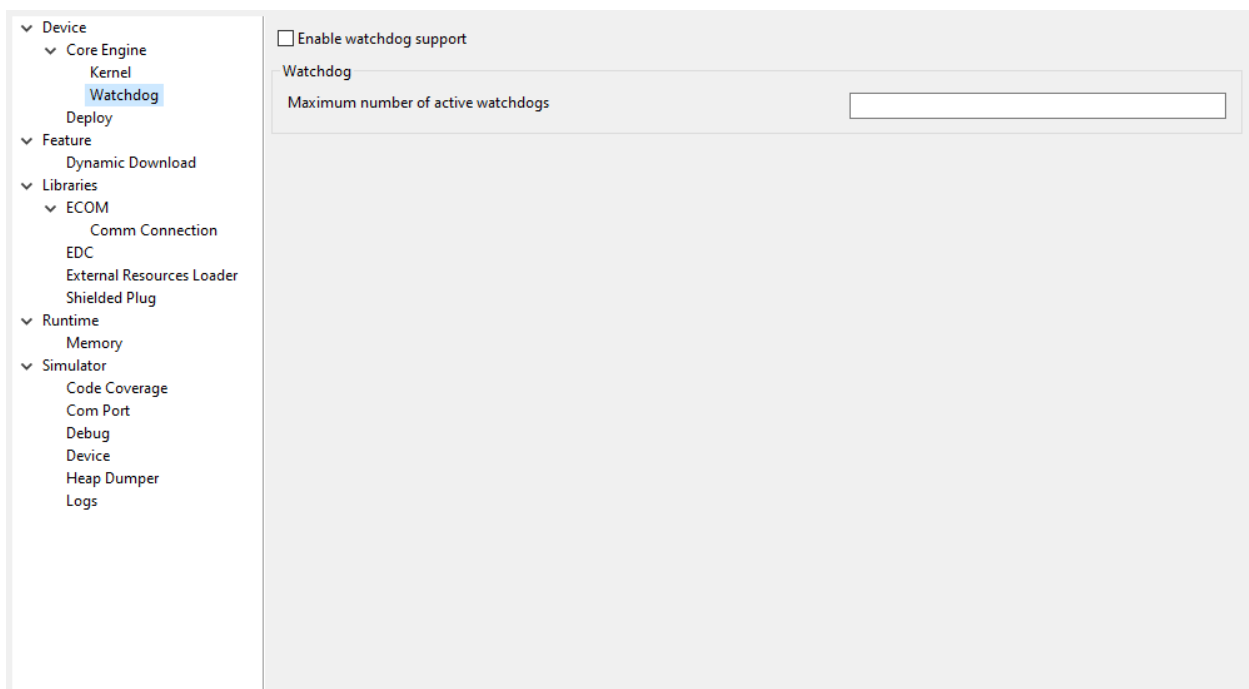 Device
Core Engine
Kernel
Watchdog
Deploy
Feature
Dynamic Download
Libraries
ECOM
Comm Connection
EDC
External Resources Loader
Shielded Plug
Runtime
Memory
Simulator
Code Coverage
Com Port
Debug
Device
Heap Dumper
Logs
Enable watchdog support
Watchdog
Maximum number of active watchdogs